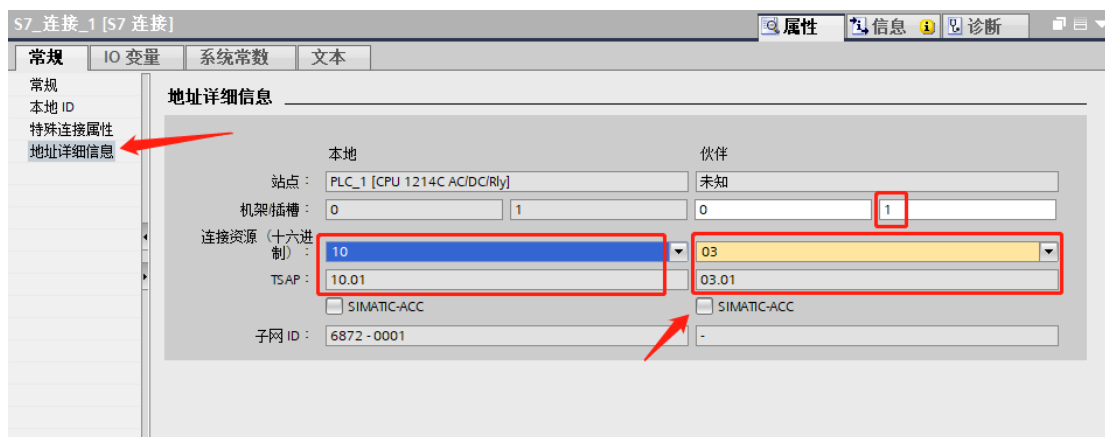 S7_连接_1 [S7 连接]
属性 信息 诊断
常规 IO 变量 系统常数 文本
常规
本地 ID
特殊连接属性
地址详细信息
地址详细信息
本地 伙伴
站点： PLC_1 [CPU 1214C AC/DC/Rly] 未知
机架/插槽： 0 1 0 1
连接资源（十六进
制）： 10 03
TSAP： 10.01 03.01
SIMATIC-ACC SIMATIC-ACC
子网 ID： 6872 - 0001 -